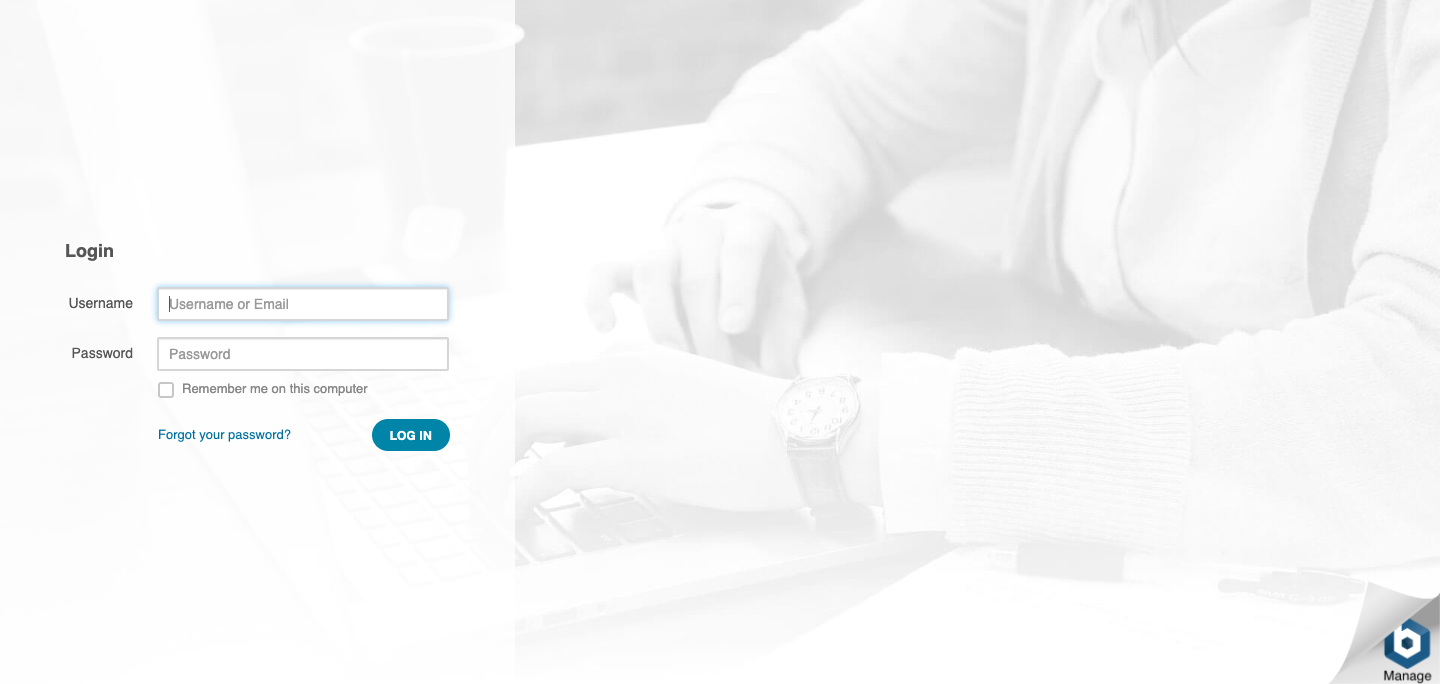 Login
Username
Username or Email
Password
Password
Remember me on this computer
Forgot your password?
LOG IN
Manage